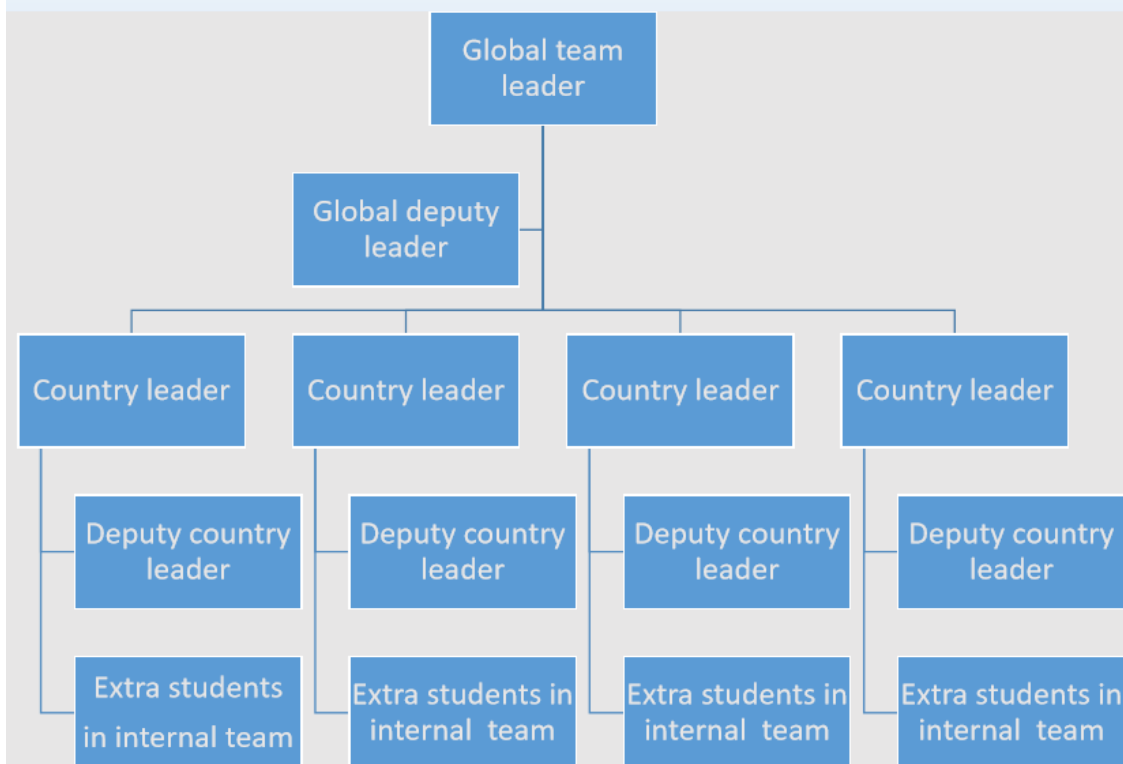 Global team
leader
Global deputy
leader
Country leader
Country leader
Country leader
Country leader
Deputy country
leader
Deputy country
leader
Deputy country
leader
Deputy country
leader
Extra students
in internal team
Extra students in
internal team
Extra students in
internal team
Extra students in
internal team